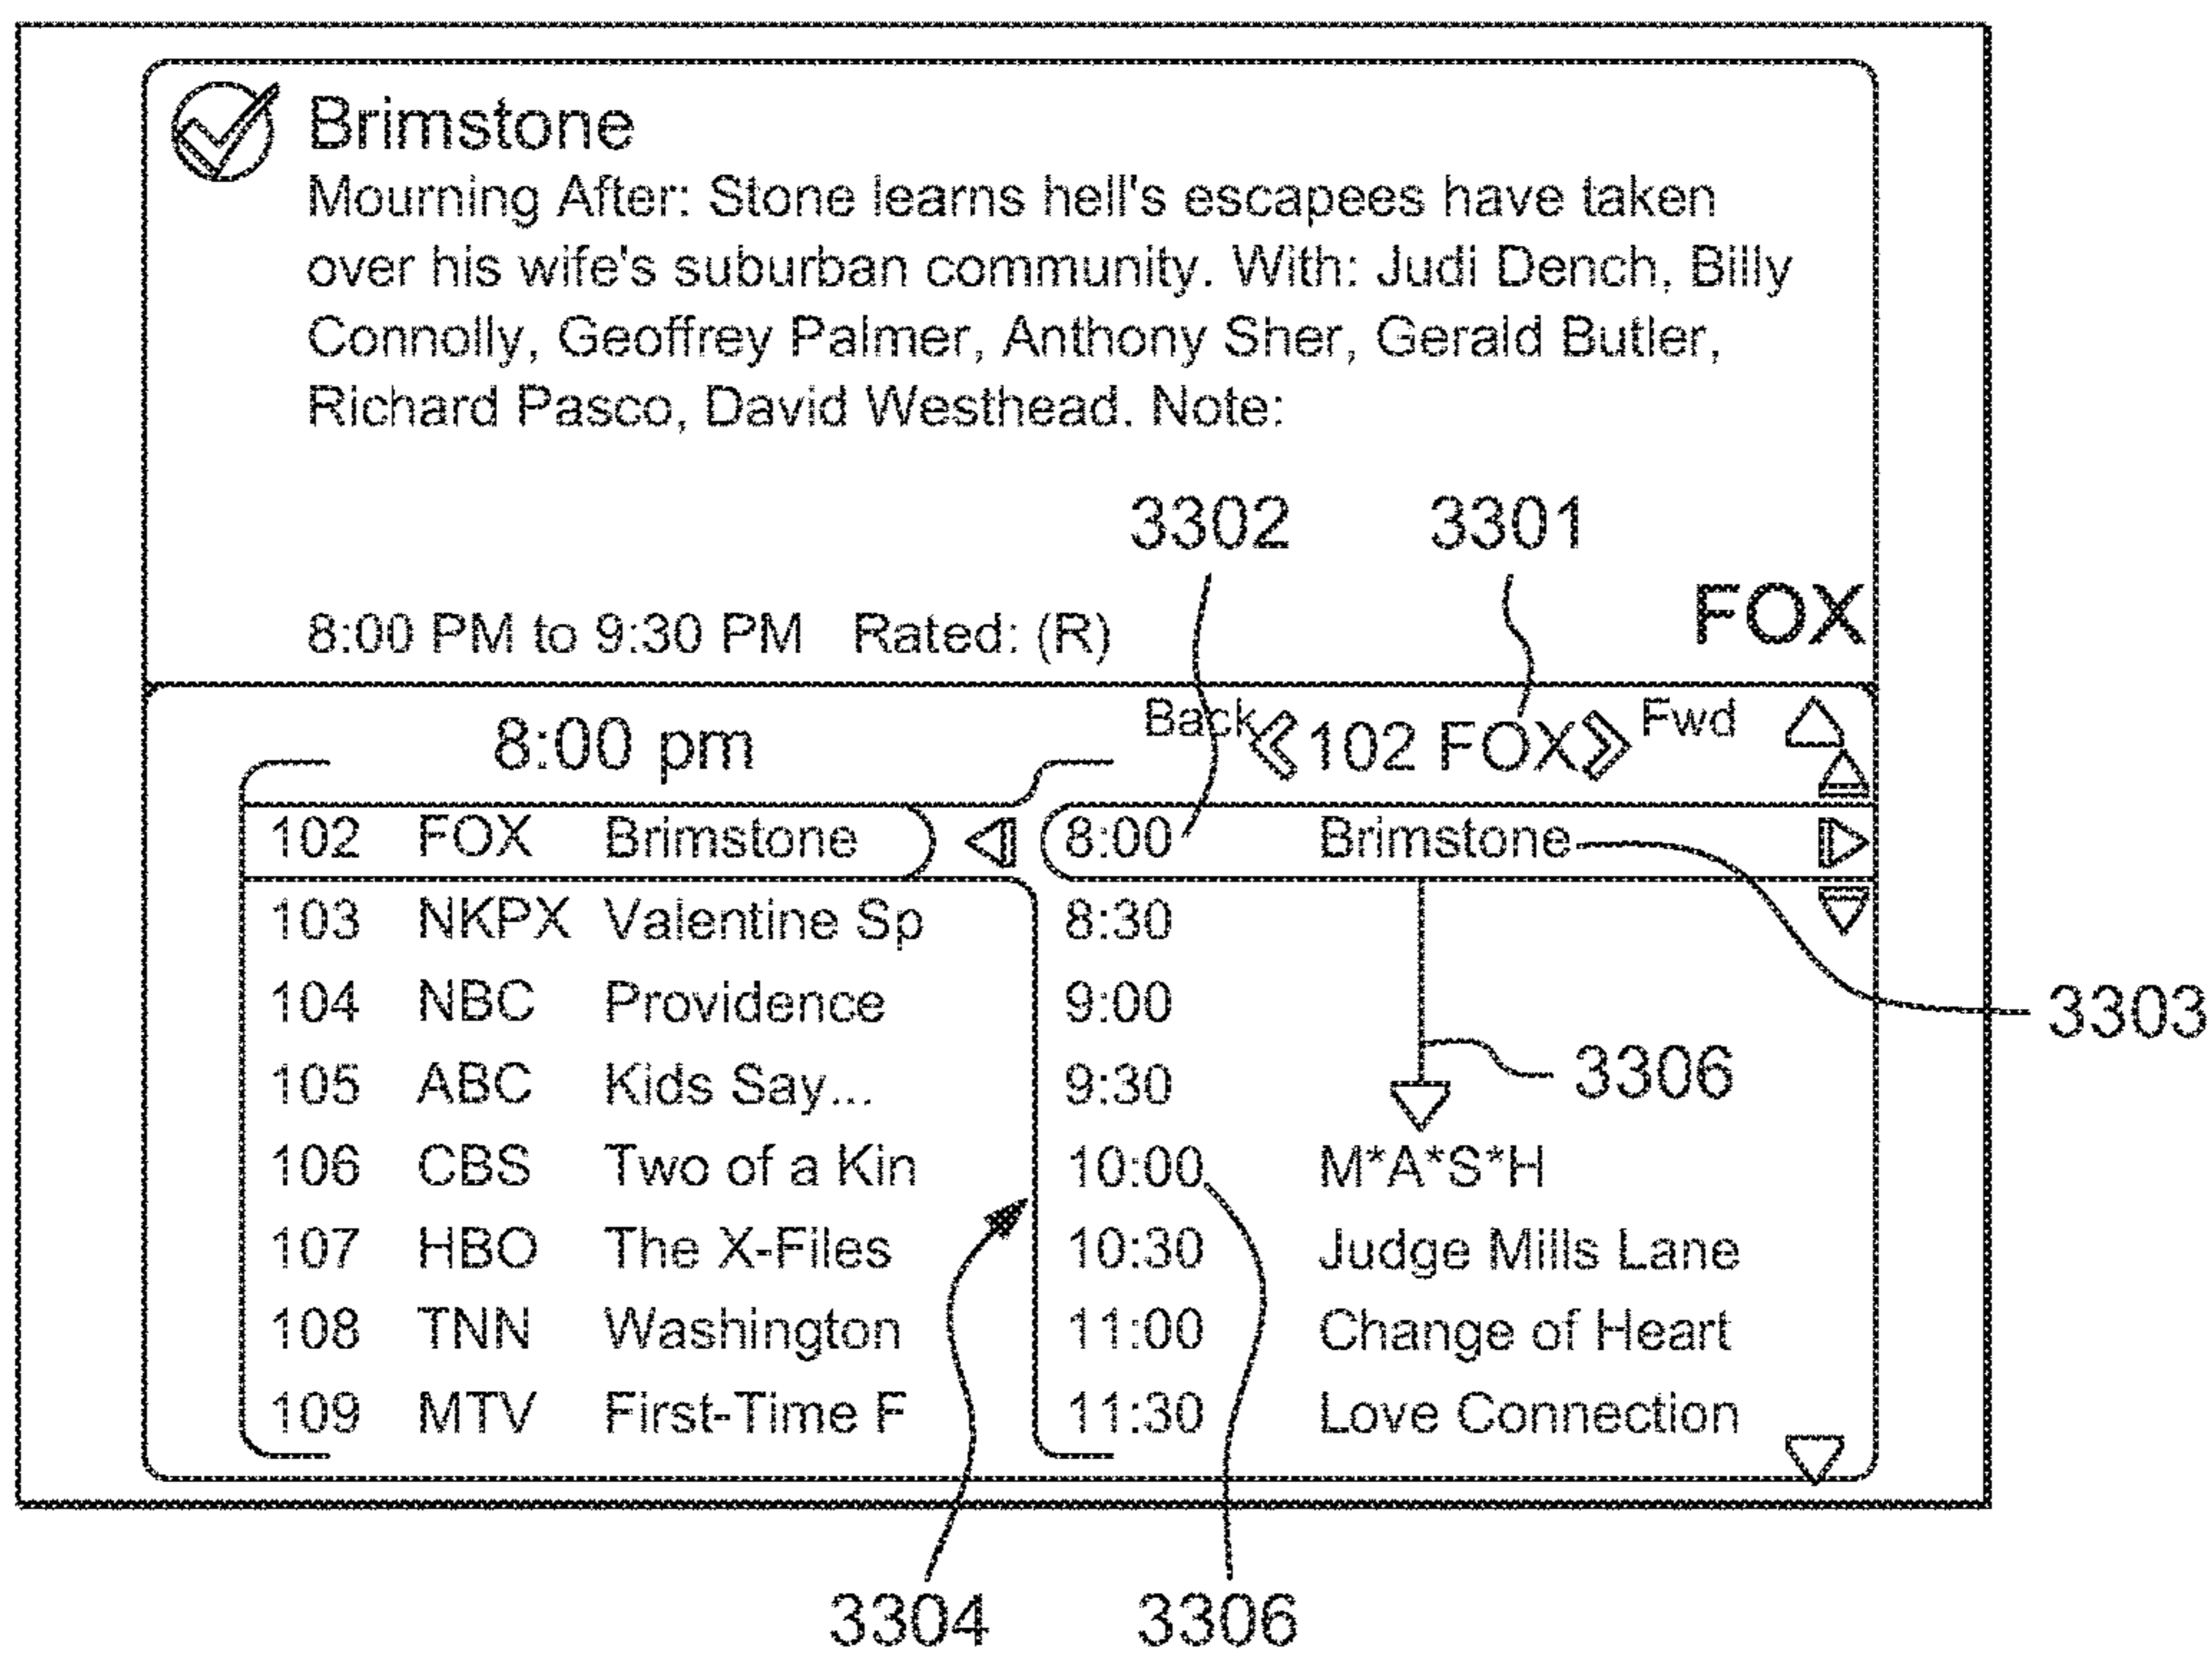 Brimstone
Mourning After: Stone learns hell's escapees have taken
over his wife's suburban community. With: Judi Dench, Billy
Connolly, Geoffrey Palmer, Anthony Sher, Gerald Butler,
Richard Pasco, David Westhead. Note:
3302 3301
FOX
8:00 PM to 9:30 PM Rated: (R)
8:00 pm Back 102 FOX Fwd
102 FOX Brimstone 8:00 Brimstone
103 NKPX Valentine Sp 8:30
104 NBC Providence 9:00
3303
105 ABC Kids Say... 9:30 3306
106 CBS Two of a Kin 10:00 M*A*S*H
107 HBO The X-Files 10:30 Judge Mills Lane
108 TNN Washington 11:00 Change of Heart
109 MTV First-Time F 11:30 Love Connection
3304 3306